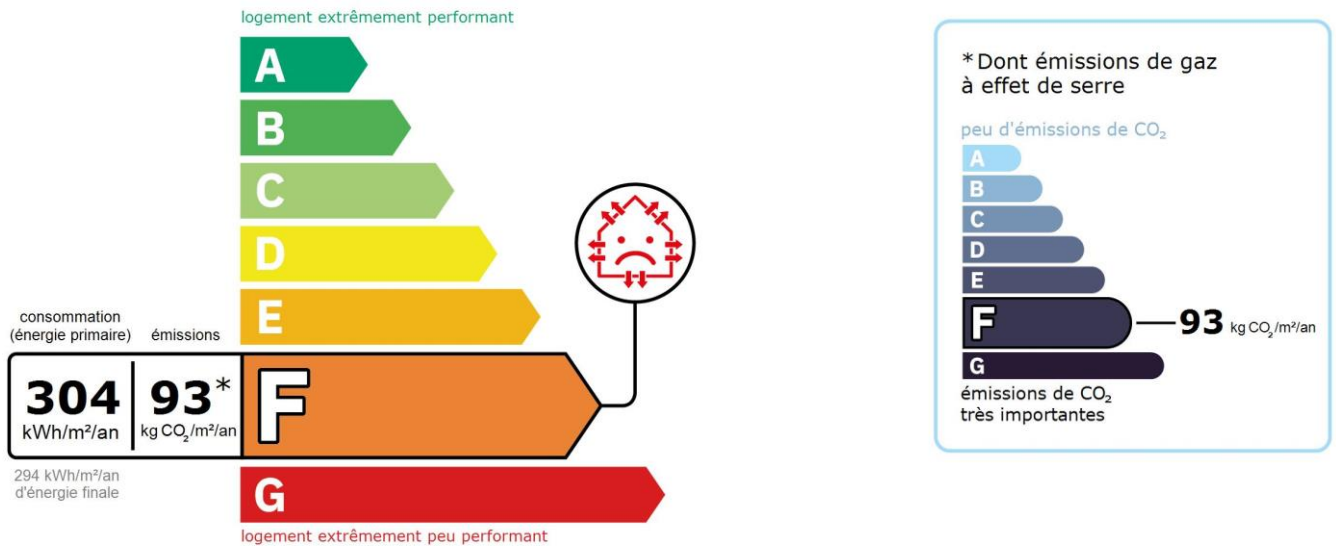 logement extrêmement performant
A
B
C
D
E
consommation
(énergie primaire)
émissions
304
kWh/m²/an
93*
kg CO₂/m²/an
F
294 kWh/m²/an
d'énergie finale
G
logement extrêmement peu performant
*Dont émissions de gaz
à effet de serre
peu d'émissions de CO₂
A
B
C
D
E
F
93 kg CO₂/m²/an
G
émissions de CO₂
très importantes